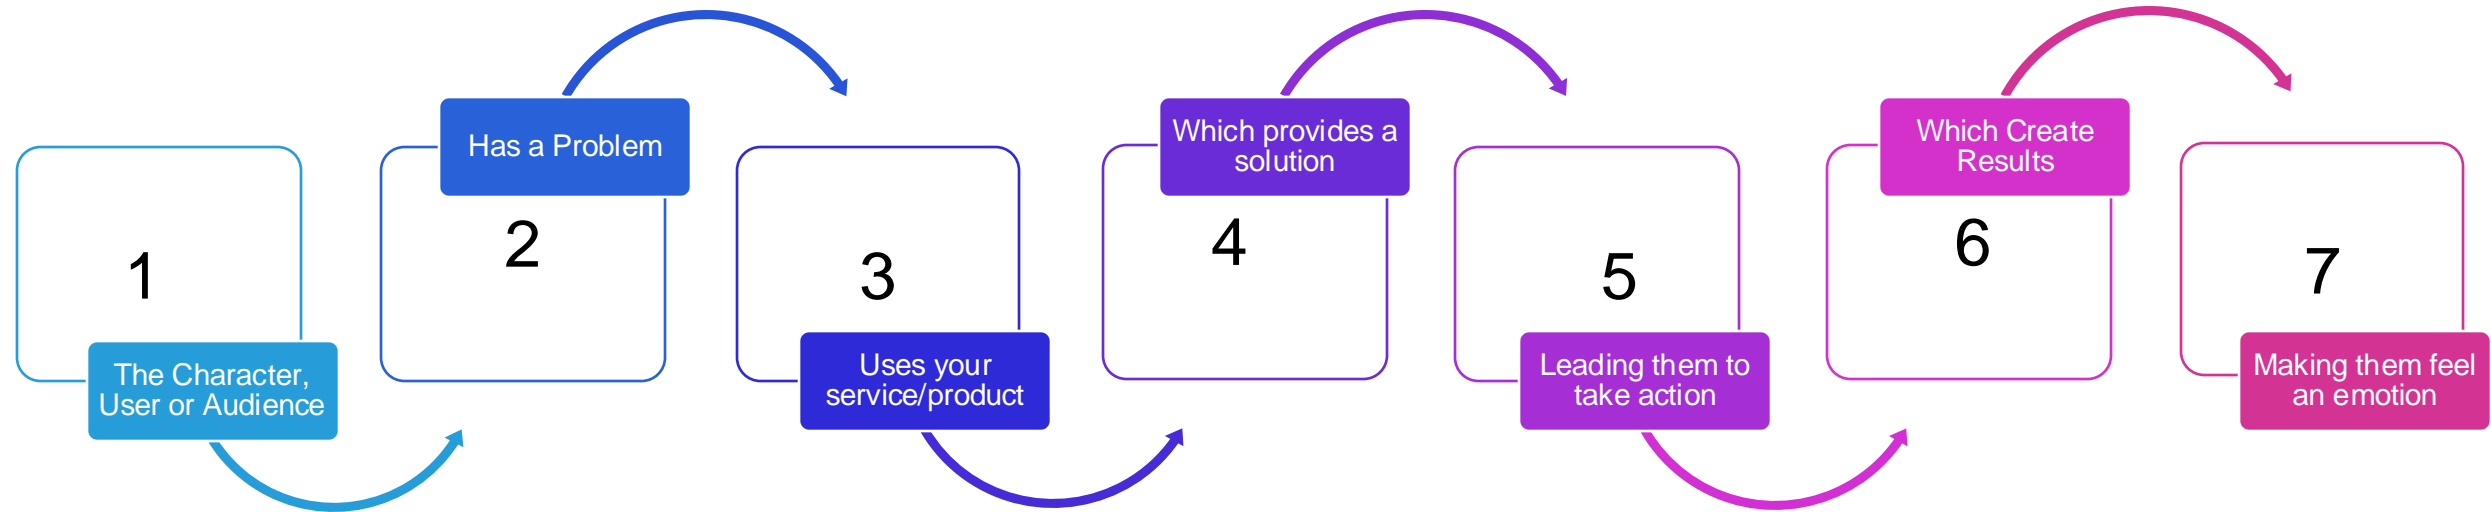 1
The Character,
User or Audience
Has a Problem
2
3
Uses your
service/product
Which provides a
solution
4
5
Leading them to
take action
Which Create
Results
6
7
Making them feel
an emotion